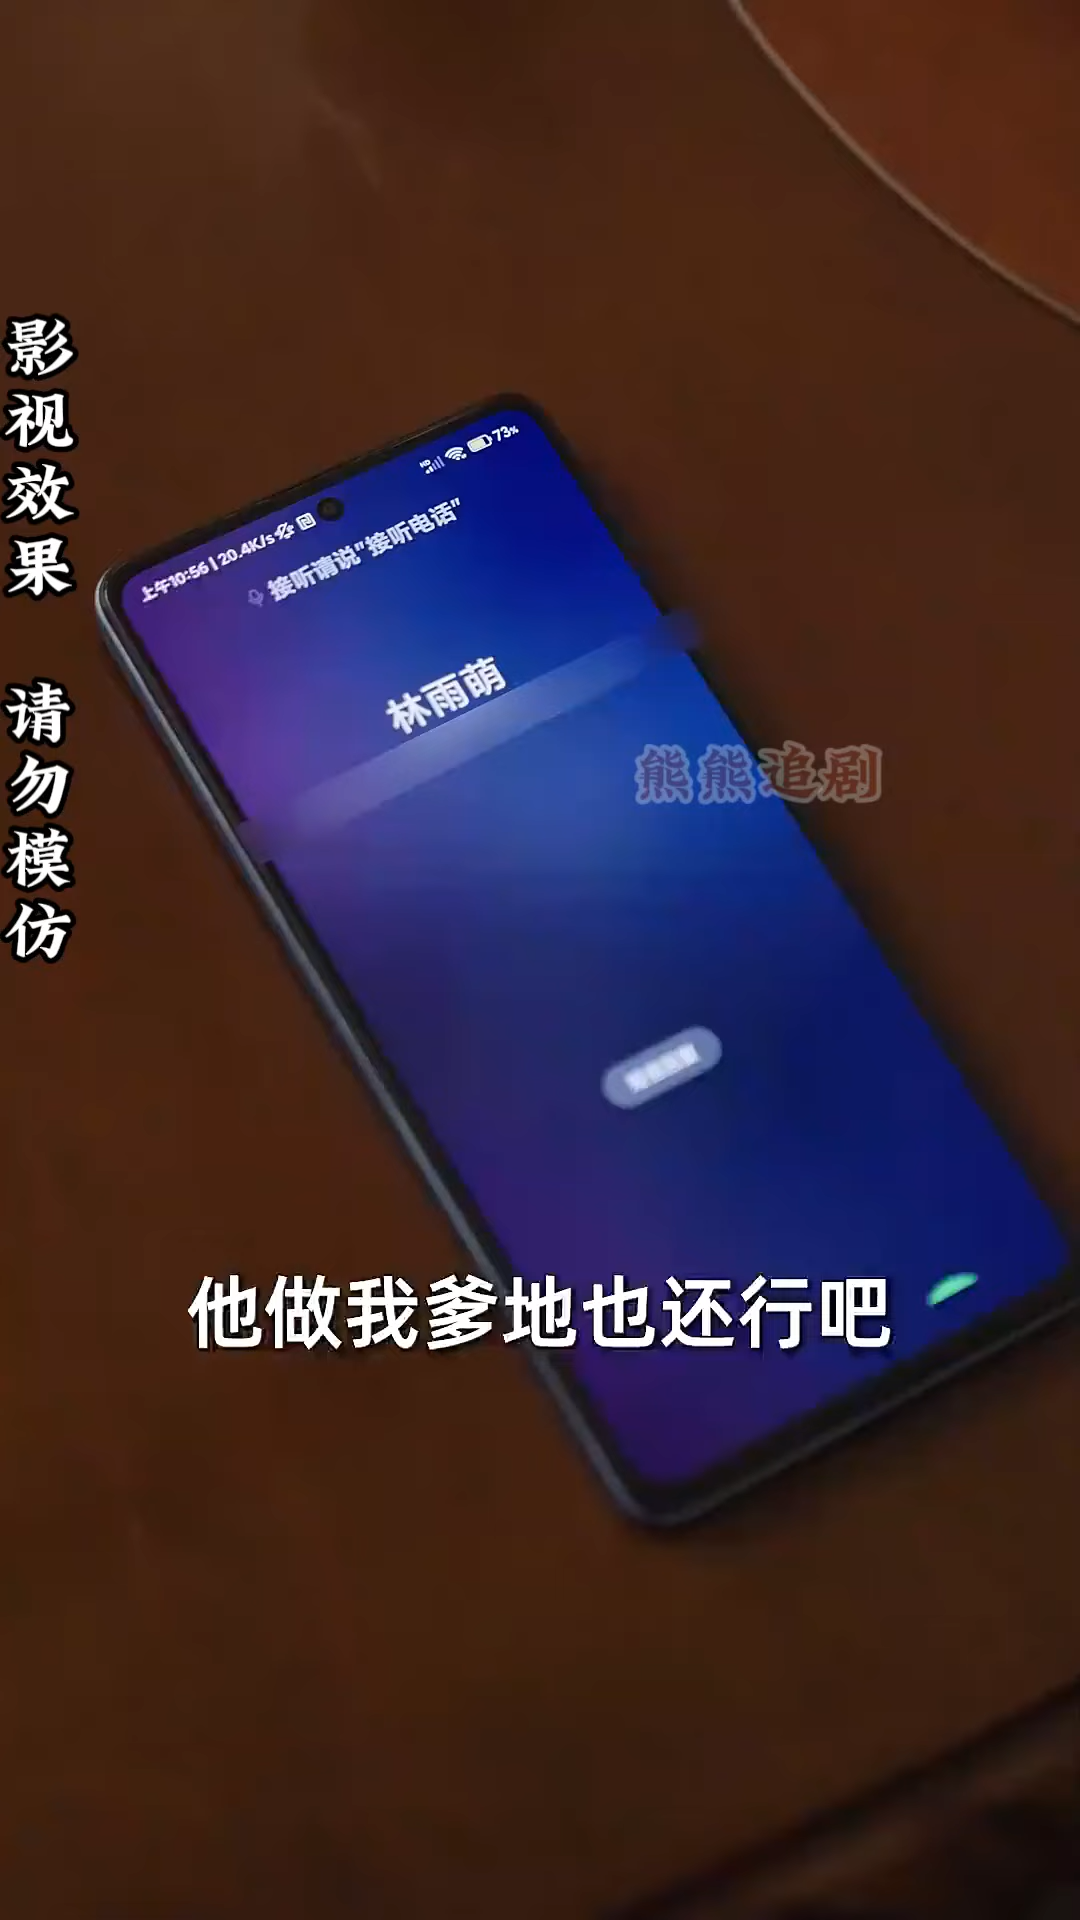 影视效果 请勿模仿
73%
上午10:56 | 20.4K/s
接听请说"接听电话"
林雨萌
熊熊追剧
他做我爹地也还行吧